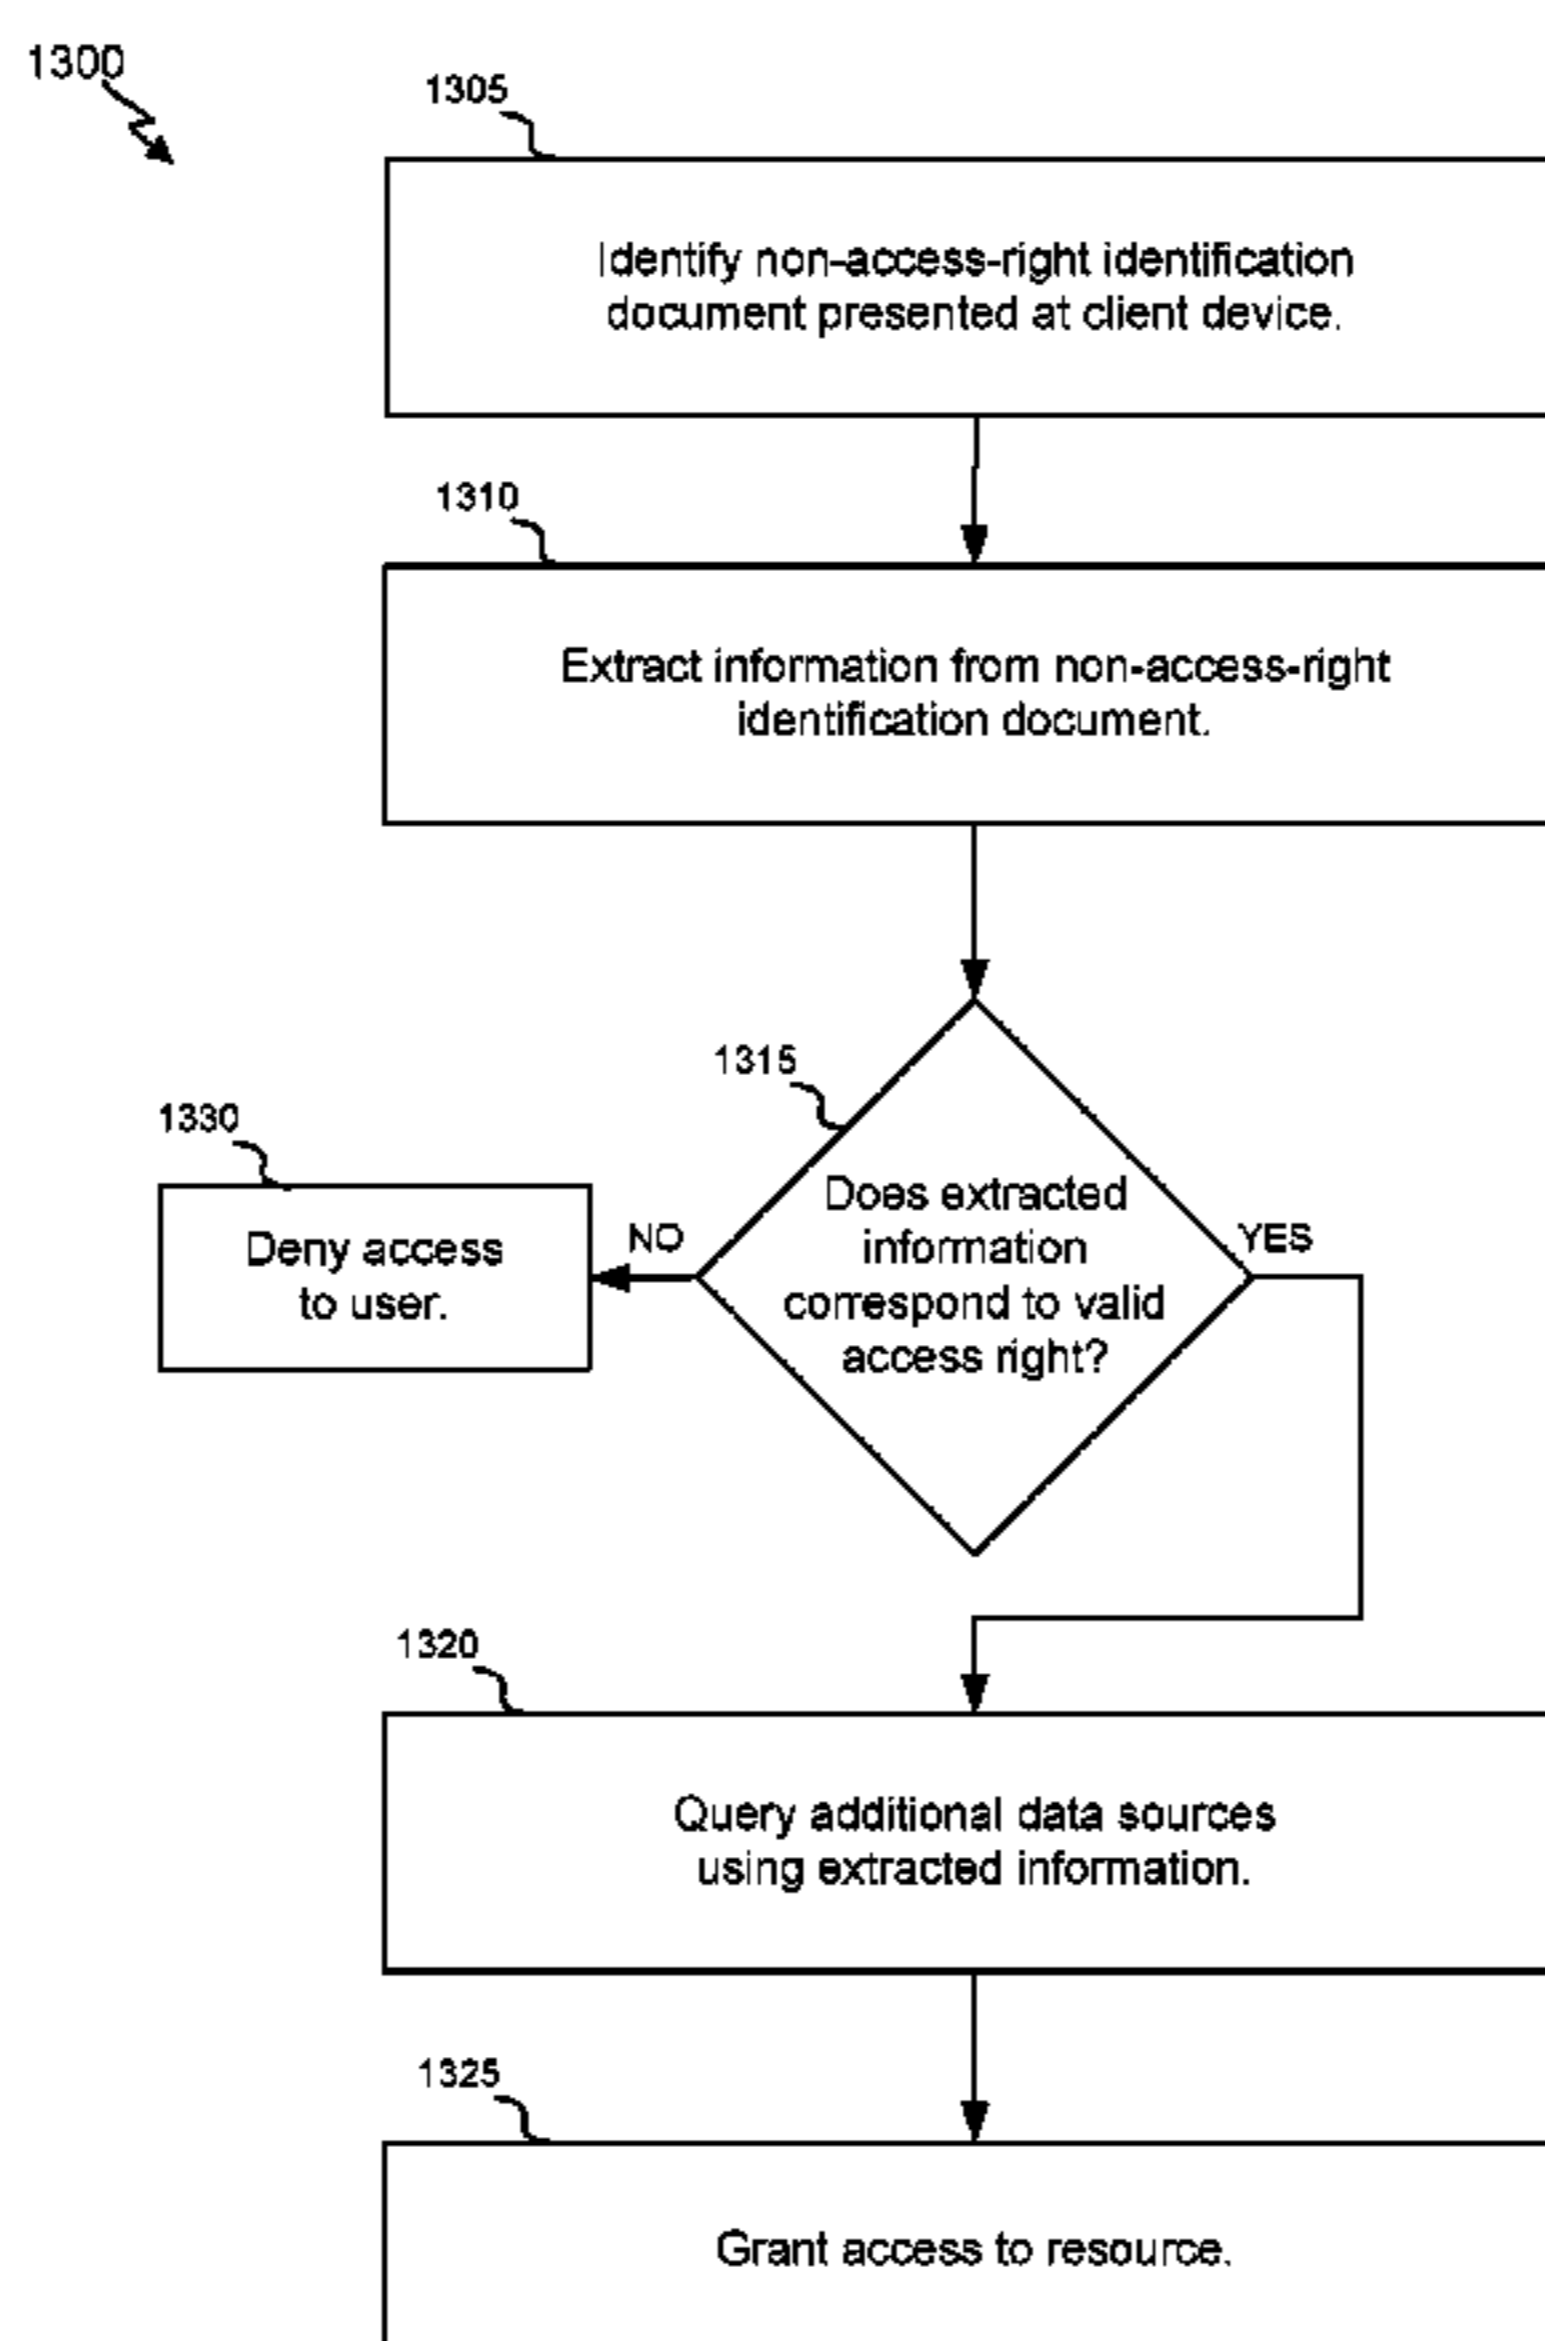 1300
1305
Identify non-access-right identification
document presented at client device.
1310
Extract information from non-access-right
identification document.
1315
1330
Does extracted
information
correspond to valid
access right?
NO
YES
Deny access
to user.
1320
Query additional data sources
using extracted information.
1325
Grant access to resource.